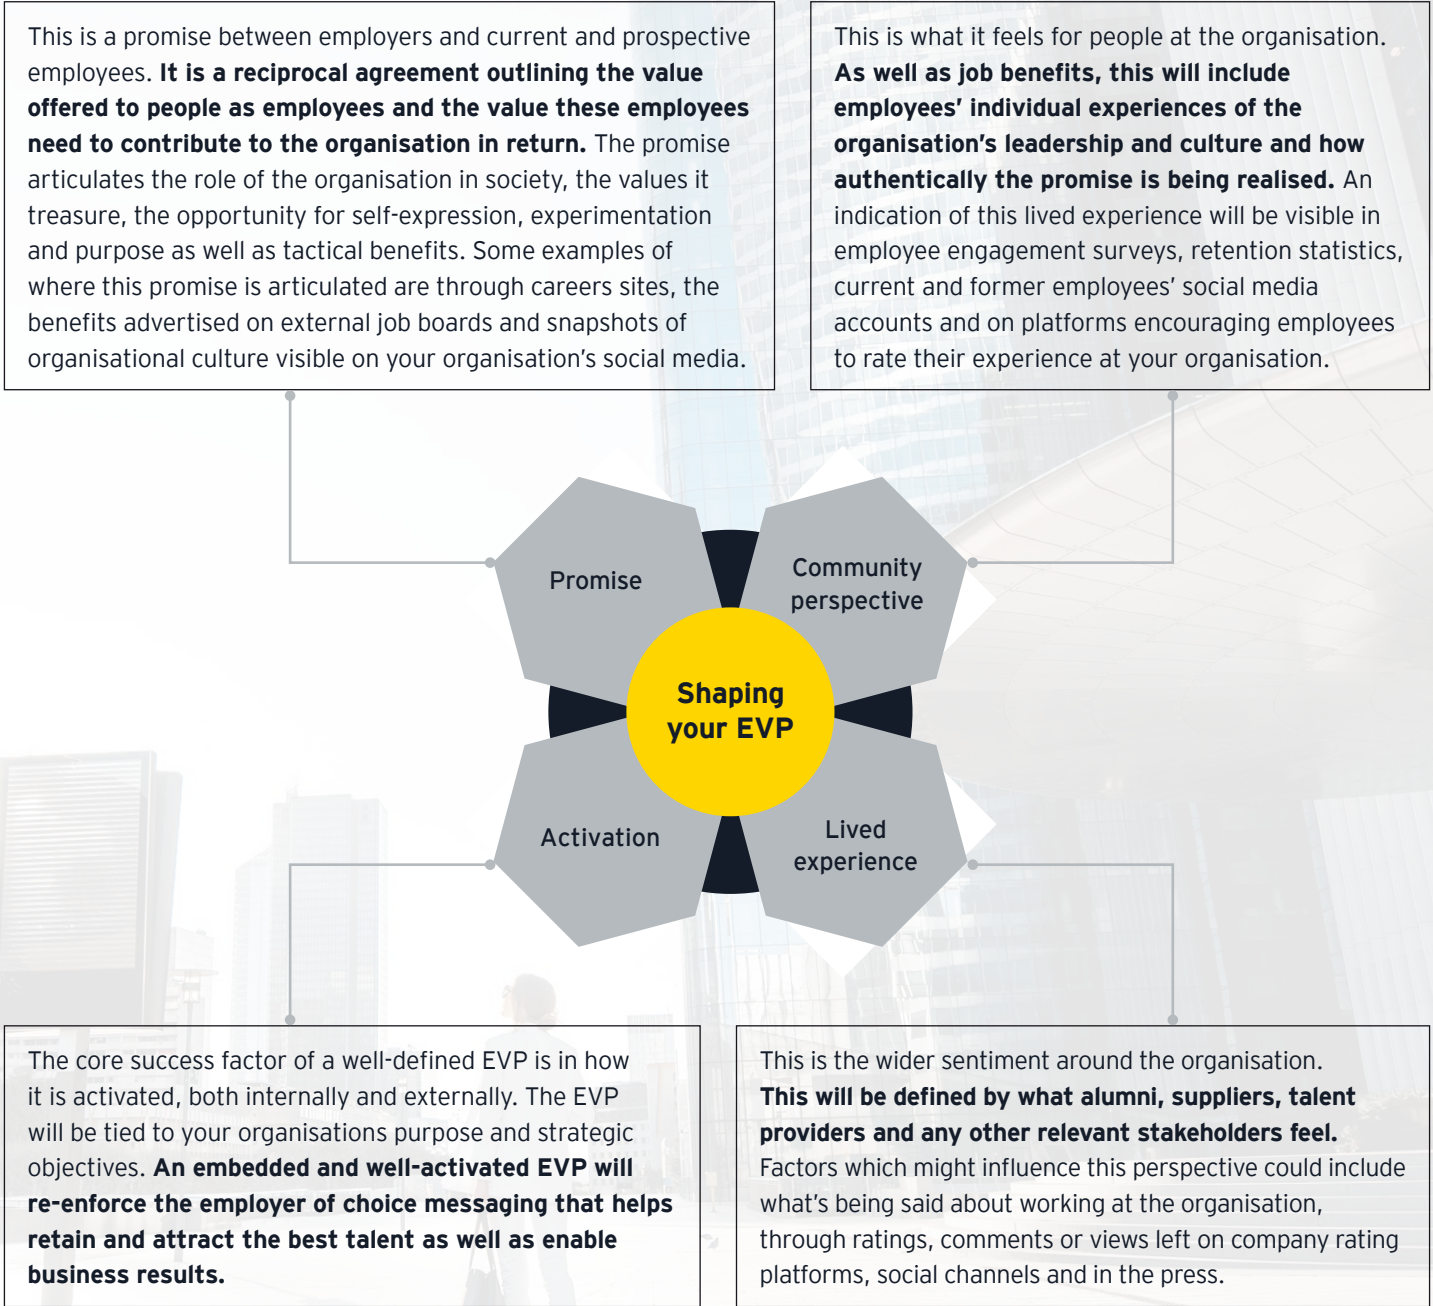 This is a promise between employers and current and prospective
employees. It is a reciprocal agreement outlining the value
offered to people as employees and the value these employees
need to contribute to the organisation in return. The promise
articulates the role of the organisation in society, the values it
treasure, the opportunity for self-expression, experimentation
and purpose as well as tactical benefits. Some examples of
where this promise is articulated are through careers sites, the
benefits advertised on external job boards and snapshots of
organisational culture visible on your organisation's social media.
This is what it feels for people at the organisation.
As well as job benefits, this will include
employees' individual experiences of the
organisation's leadership and culture and how
authentically the promise is being realised. An
indication of this lived experience will be visible in
employee engagement surveys, retention statistics,
current and former employees' social media
accounts and on platforms encouraging employees
to rate their experience at your organisation.
Promise
Community
perspective
Shaping
your EVP
Activation
Lived
experience
The core success factor of a well-defined EVP is in how
it is activated, both internally and externally. The EVP
will be tied to your organisations purpose and strategic
objectives. An embedded and well-activated EVP will
re-enforce the employer of choice messaging that helps
retain and attract the best talent as well as enable
business results.
This is the wider sentiment around the organisation.
This will be defined by what alumni, suppliers, talent
providers and any other relevant stakeholders feel.
Factors which might influence this perspective could include
what's being said about working at the organisation,
through ratings, comments or views left on company rating
platforms, social channels and in the press.